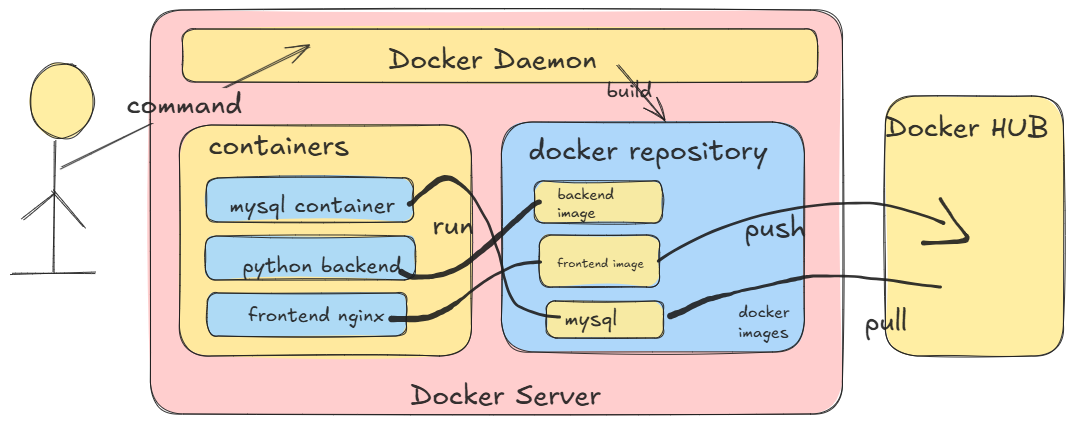 Docker Daemon
build
command
Docker HUB
containers
docker repository
mysql container
backend
image
run
push
python backend
frontend image
frontend nginx
mysql
docker
images
pull
Docker Server